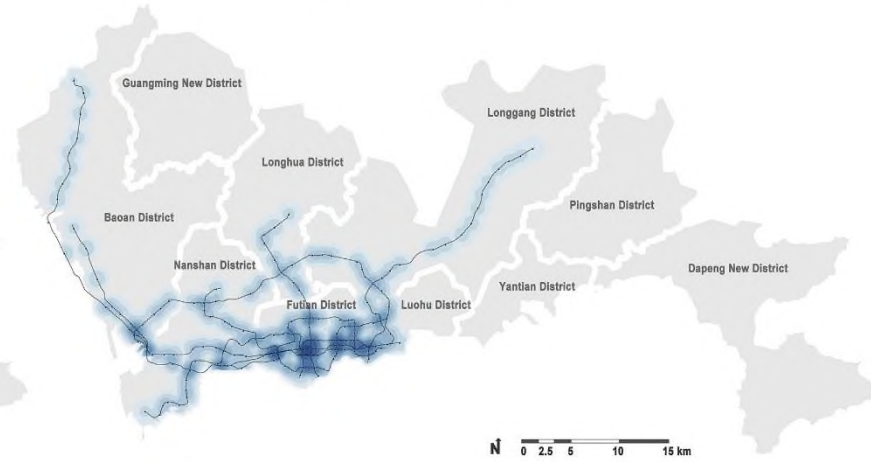 Guangming New District
Longgang District
Longhua District
Pingshan District
Baoan District
Nanshan District
Dapeng New District
Yantian District
Futian District
Luohu District
N
0 2.5 5 10 15 km